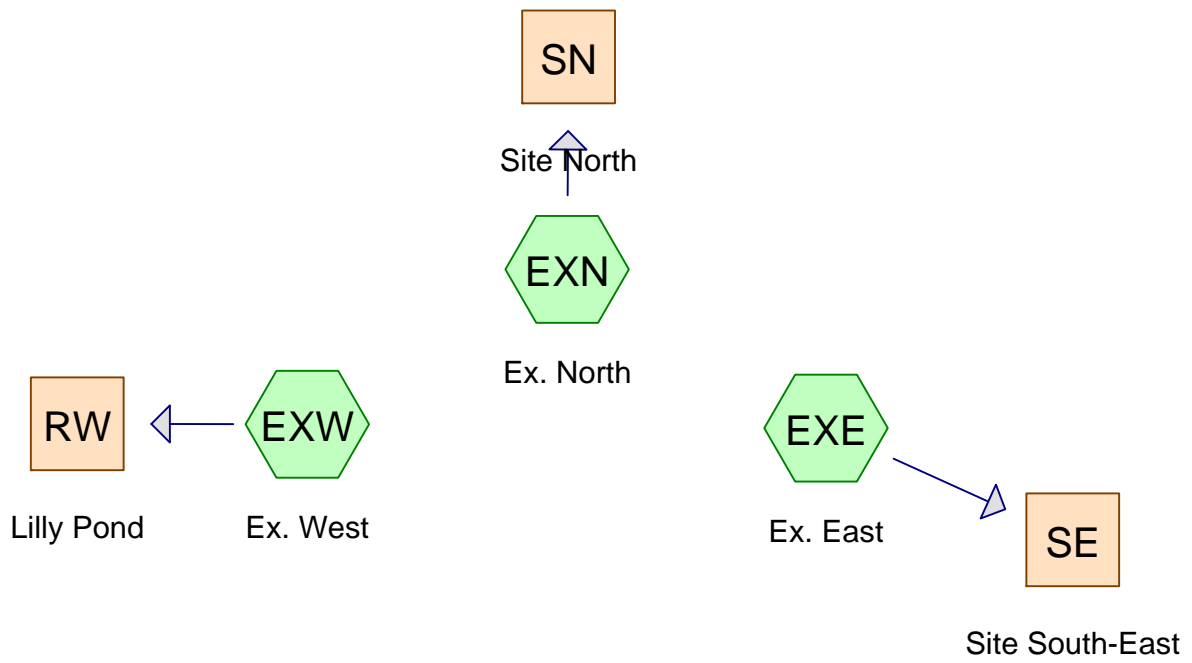 SN
Site North
EXN
Ex. North
RW
EXW
EXE
Lilly Pond
Ex. West
Ex. East
SE
Site South-East